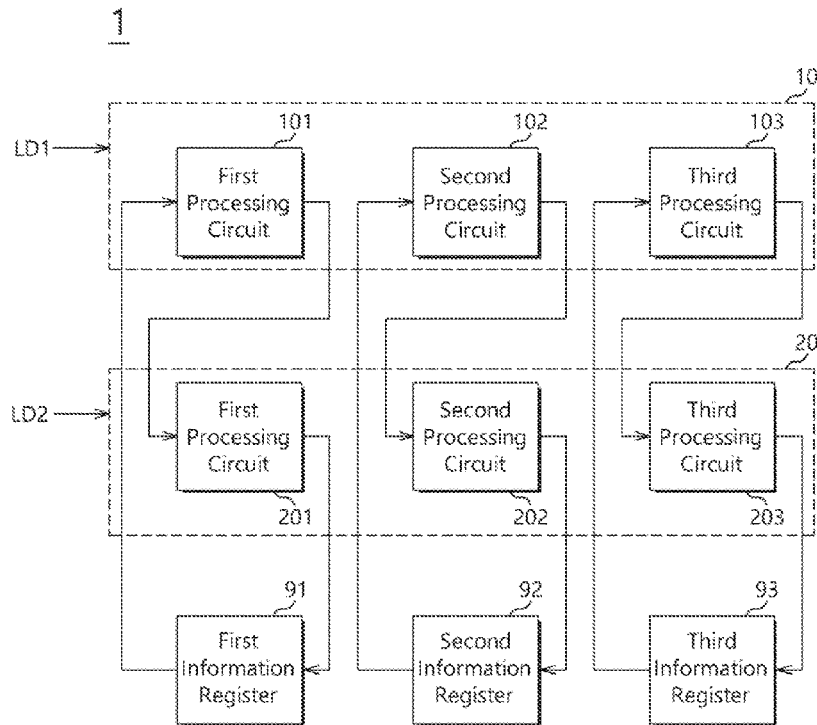 1
10
101
102
103
LD1
First
Processing
Circuit
Second
Processing
Circuit
Third
Processing
Circuit
20
LD2
First
Processing
Circuit
Second
Processing
Circuit
Third
Processing
Circuit
201
202
203
91
92
93
First
Information
Register
Second
Information
Register
Third
Information
Register